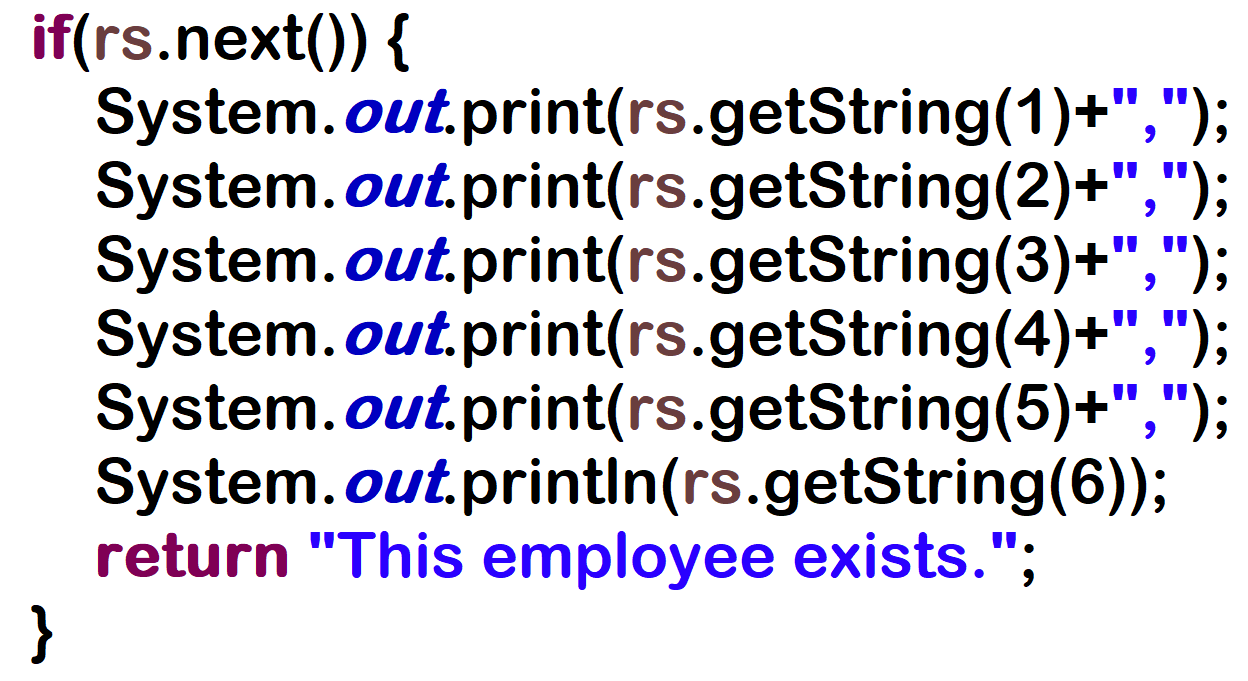 if(rs.next()) {
System.out.print(rs.getString(1)+",");
System.out.print(rs.getString(2)+",");
System.out.print(rs.getString(3)+",");
System.out.print(rs.getString(4)+",");
System.out.print(rs.getString(5)+",");
System.out.println(rs.getString(6));
return "This employee exists.";
}